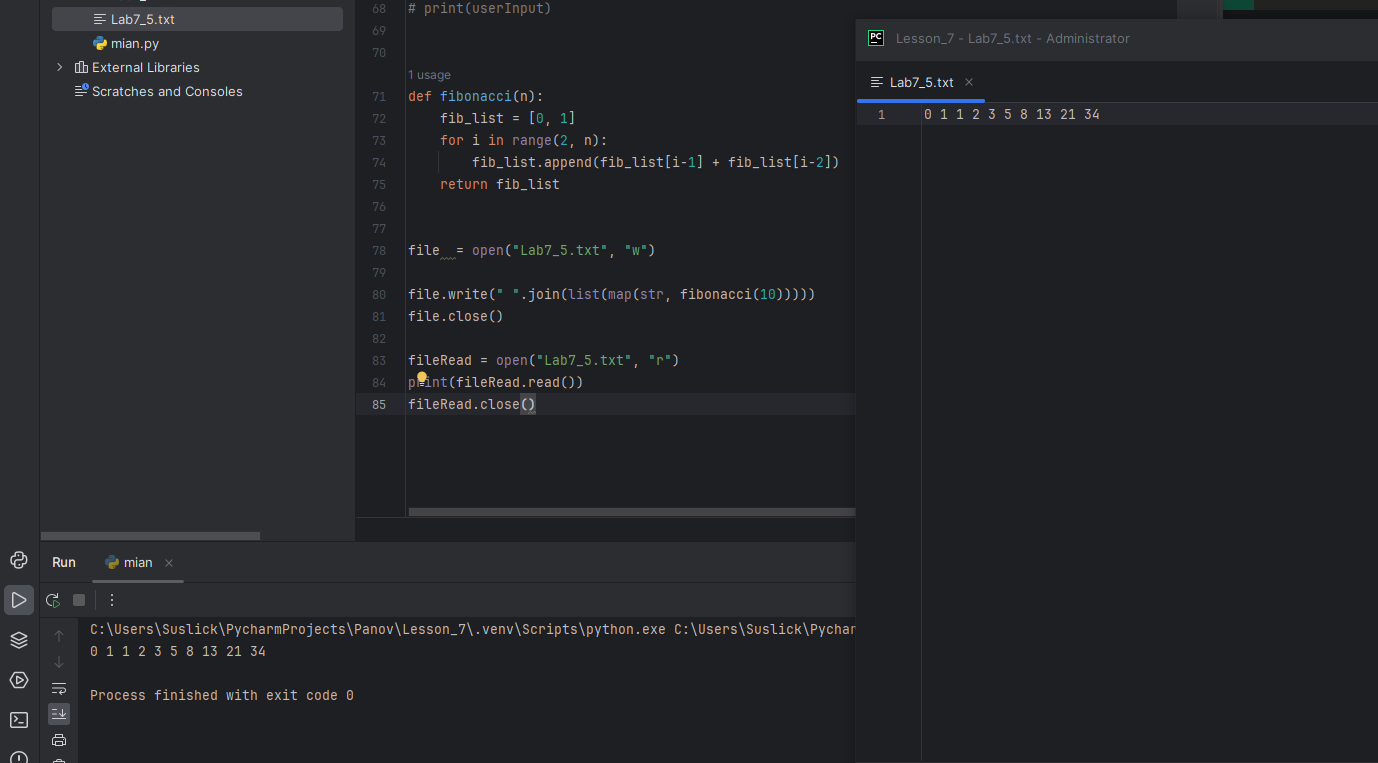 Lab7_5.txt
mian.py
External Libraries
Scratches and Consoles
68 # print(userInput)
69
70
1 usage
71 def fibonacci(n):
72 fib_list = [0, 1]
73 for i in range(2, n):
74 fib_list.append(fib_list[i-1] + fib_list[i-2])
75 return fib_list
76
77
78 file  = open("Lab7_5.txt", "w")
79
80 file.write(" ".join(list(map(str, fibonacci(10)))))
81 file.close()
82
83 fileRead = open("Lab7_5.txt", "r")
84 print(fileRead.read())
85 fileRead.close()
PC Lesson_7 - Lab7_5.txt - Administrator
Lab7_5.txt
1 0 1 1 2 3 5 8 13 21 34
Run mian
C:\Users\Suslick\PycharmProjects\Panov\Lesson_7\.venv\Scripts\python.exe C:\Users\Suslick\Pychar
0 1 1 2 3 5 8 13 21 34
Process finished with exit code 0